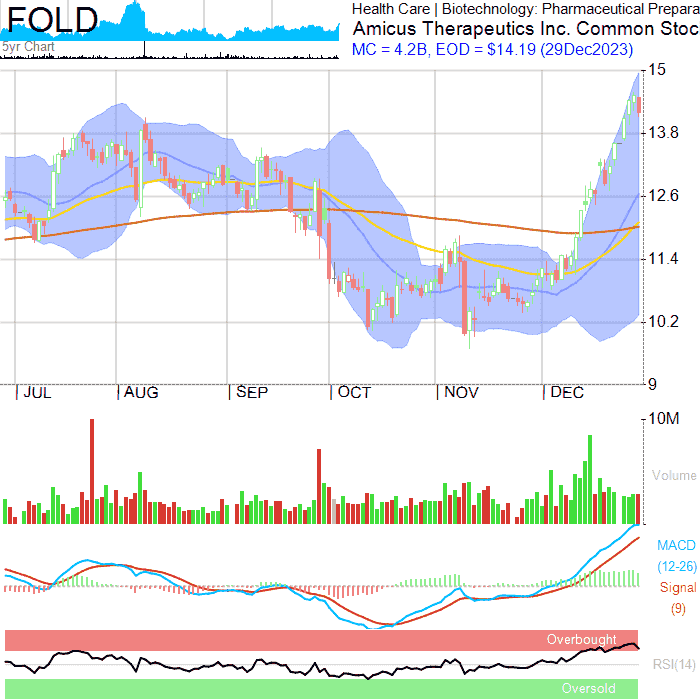 FOLD
5yr Chart
Health Care | Biotechnology: Pharmaceutical Prepara
Amicus Therapeutics Inc. Common Stoc
MC = 4.2B, EOD = $14.19 (29Dec2023)
15
13.8
12.6
11.4
10.2
9
JUL AUG SEP OCT NOV DEC
10M
Volume
MACD
(12-26)
Signal
(9)
Overbought
RSI(14)
Oversold